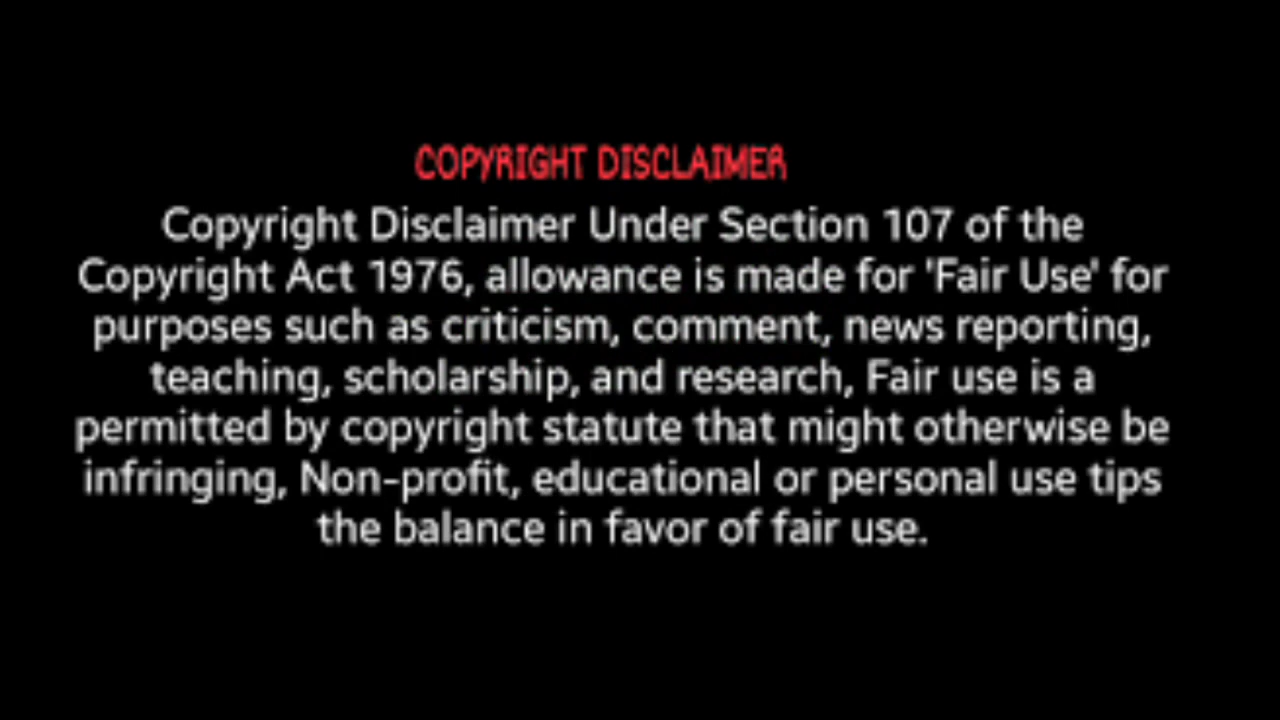 COPYRIGHT DISCLAIMER
Copyright Disclaimer Under Section 107 of the
Copyright Act 1976, allowance is made for 'Fair Use' for
purposes such as criticism, comment, news reporting,
teaching, scholarship, and research, Fair use is a
permitted by copyright statute that might otherwise be
infringing, Non-profit, educational or personal use tips
the balance in favor of fair use.